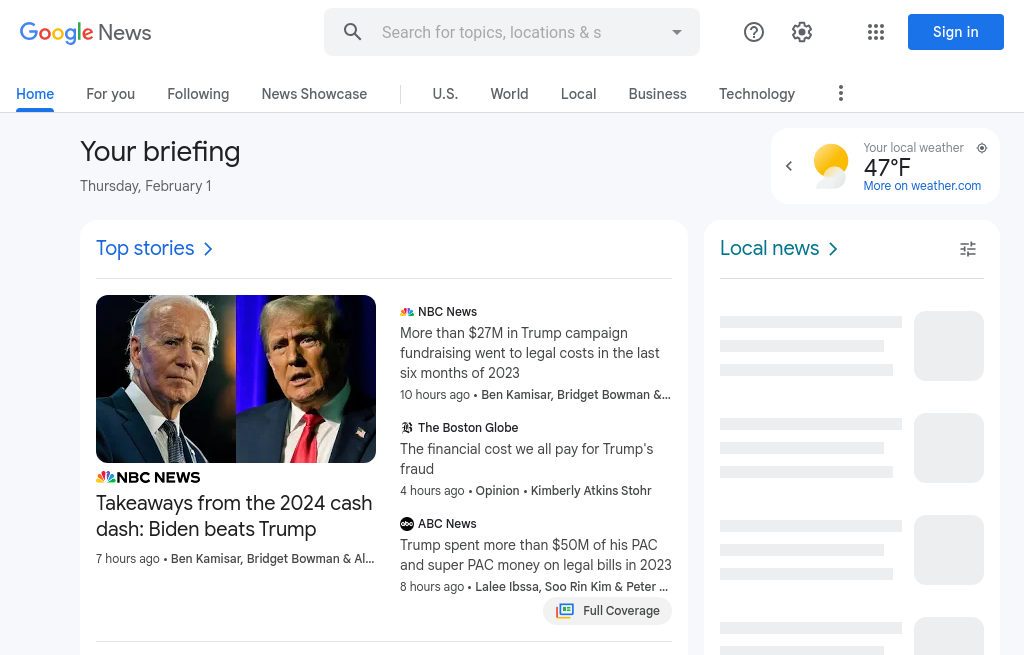 Google News
Search for topics, locations & s
Sign in
Home
For you
Following
News Showcase
U.S.
World
Local
Business
Technology
Your briefing
Thursday, February 1
Your local weather
47°F
More on weather.com
Top stories
NBC NEWS
Takeaways from the 2024 cash
dash: Biden beats Trump
7 hours ago • Ben Kamisar, Bridget Bowman & Al...
NBC News
More than $27M in Trump campaign
fundraising went to legal costs in the last
six months of 2023
10 hours ago • Ben Kamisar, Bridget Bowman &...
The Boston Globe
The financial cost we all pay for Trump's
fraud
4 hours ago • Opinion • Kimberly Atkins Stohr
abc ABC News
Trump spent more than $50M of his PAC
and super PAC money on legal bills in 2023
8 hours ago • Lalee Ibssa, Soo Rin Kim & Peter ...
Full Coverage
Local news